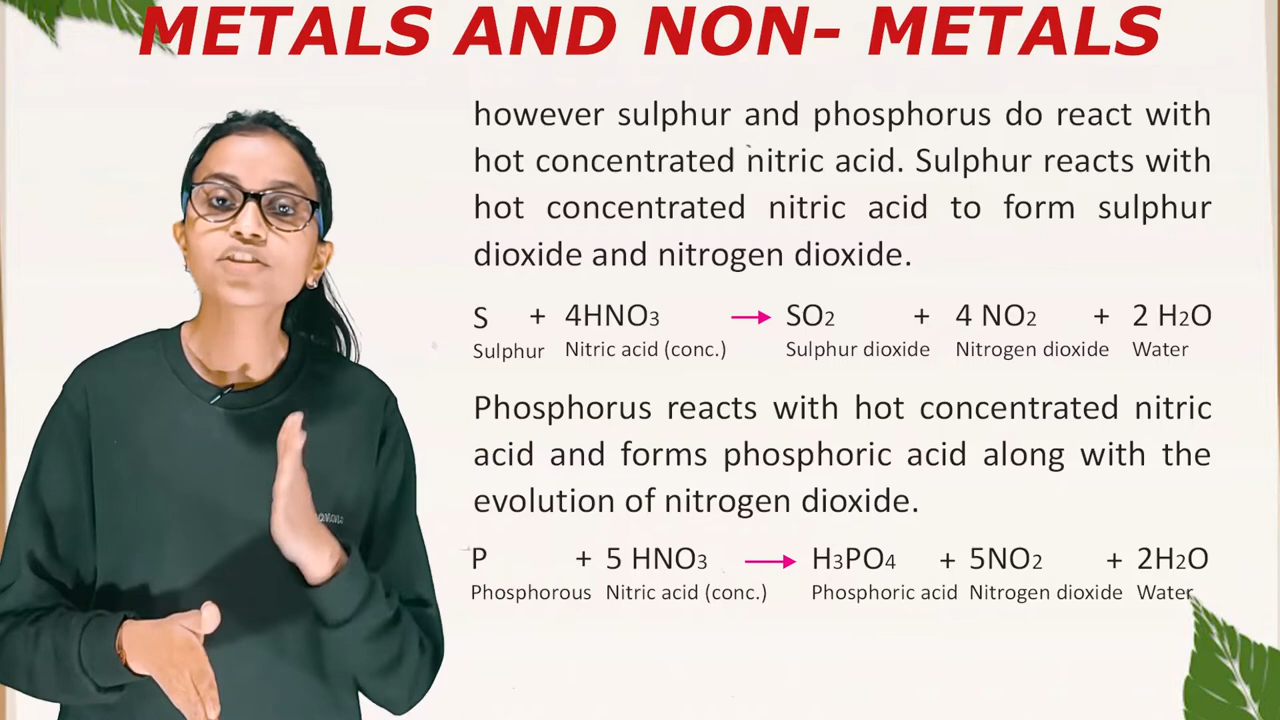 METALS AND NON- METALS
however sulphur and phosphorus do react with
hot concentrated nitric acid. Sulphur reacts with
hot concentrated nitric acid to form sulphur
dioxide and nitrogen dioxide.
S + 4HNO3 → SO2 + 4 NO2 + 2 H2O
Sulphur Nitric acid (conc.) Sulphur dioxide Nitrogen dioxide Water
Phosphorus reacts with hot concentrated nitric
acid and forms phosphoric acid along with the
evolution of nitrogen dioxide.
P + 5 HNO3 → H3PO4 + 5NO2 + 2H2O
Phosphorous Nitric acid (conc.) Phosphoric acid Nitrogen dioxide Water